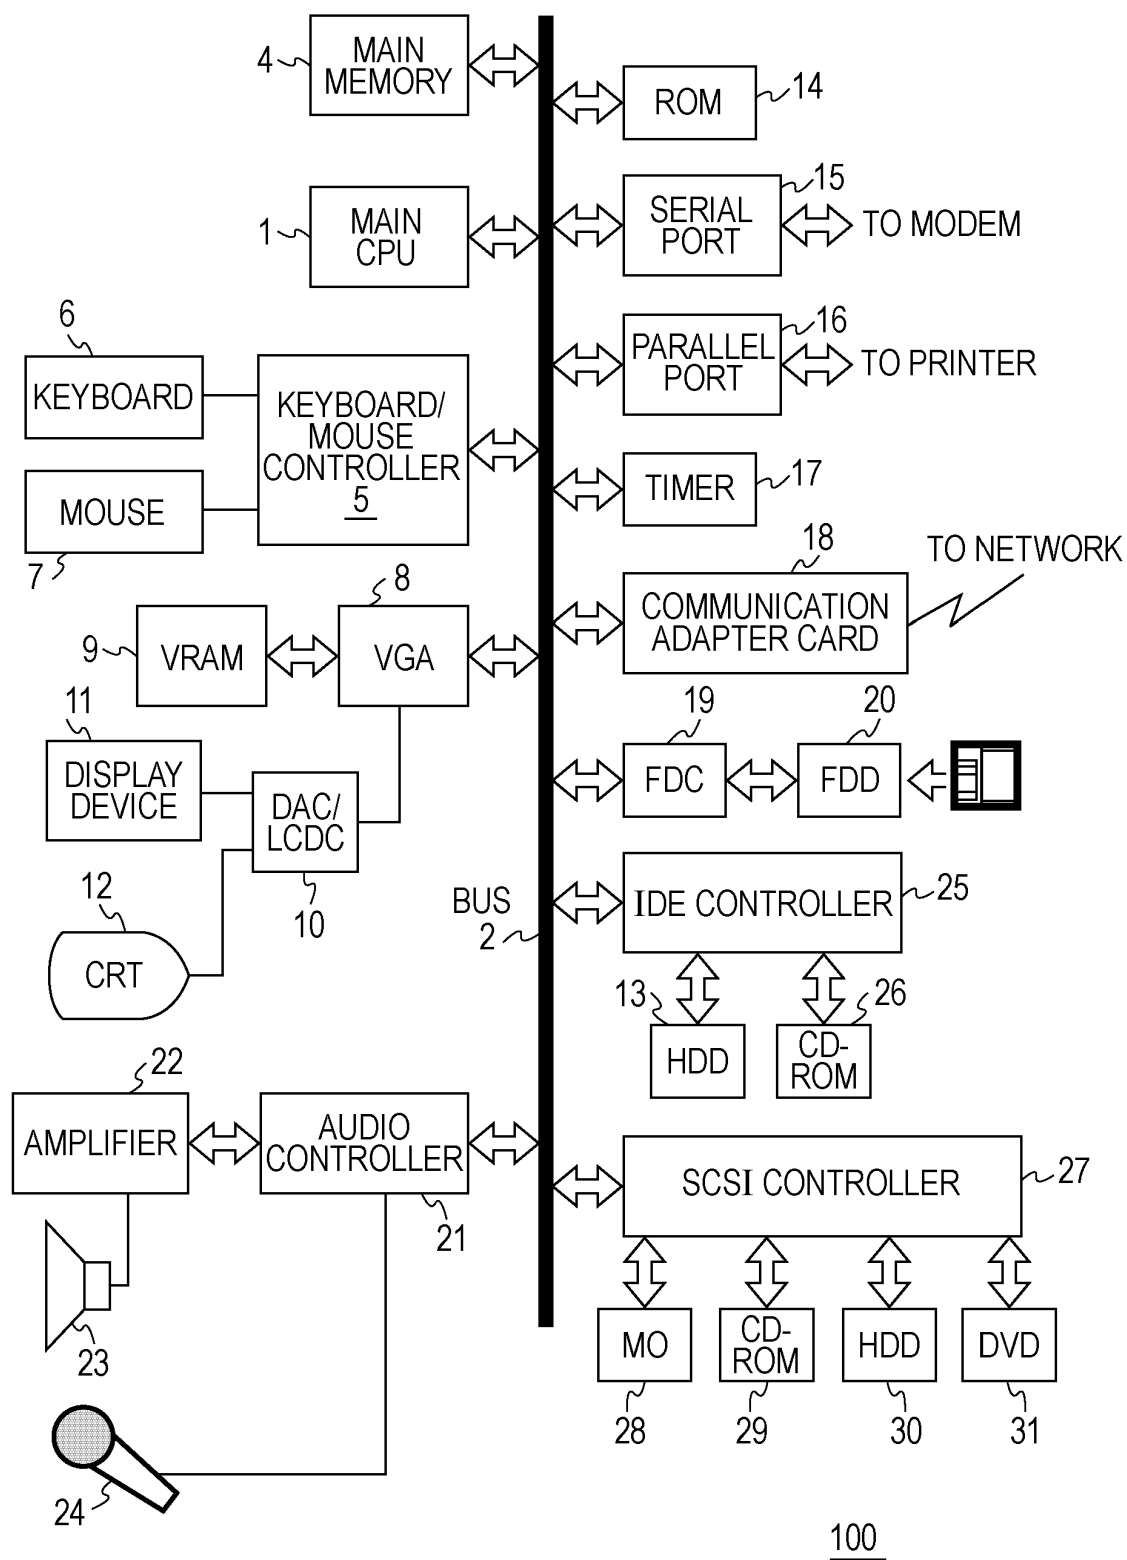 4
MAIN
MEMORY
ROM
14
1
MAIN
CPU
SERIAL
PORT
15
TO MODEM
6
KEYBOARD
KEYBOARD/
MOUSE
CONTROLLER
5
MOUSE
7
PARALLEL
PORT
16
TO PRINTER
TIMER
17
9
VRAM
8
VGA
18
COMMUNICATION
ADAPTER CARD
TO NETWORK
11
DISPLAY
DEVICE
DAC/
LCDC
10
12
CRT
19
FDC
20
FDD
BUS
2
IDE CONTROLLER
25
13
HDD
26
CD-
ROM
22
AMPLIFIER
AUDIO
CONTROLLER
21
23
24
SCSI CONTROLLER
27
MO
28
CD-
ROM
29
HDD
30
DVD
31
100